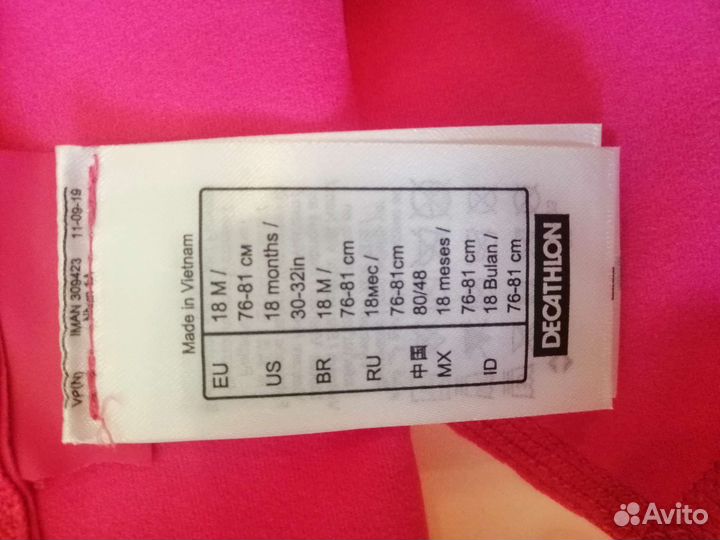 VP(N) IMAN 309423 11-09-19
Made in Vietnam
EU 18 M /
76-81 см
US 18 months /
30-32in
BR 18 M /
76-81 cm
RU 18мес /
76-81cm
中国 80/48
MX 18 meses /
76-81 cm
ID 18 Bulan /
76-81 cm
DECATHLON
Avito